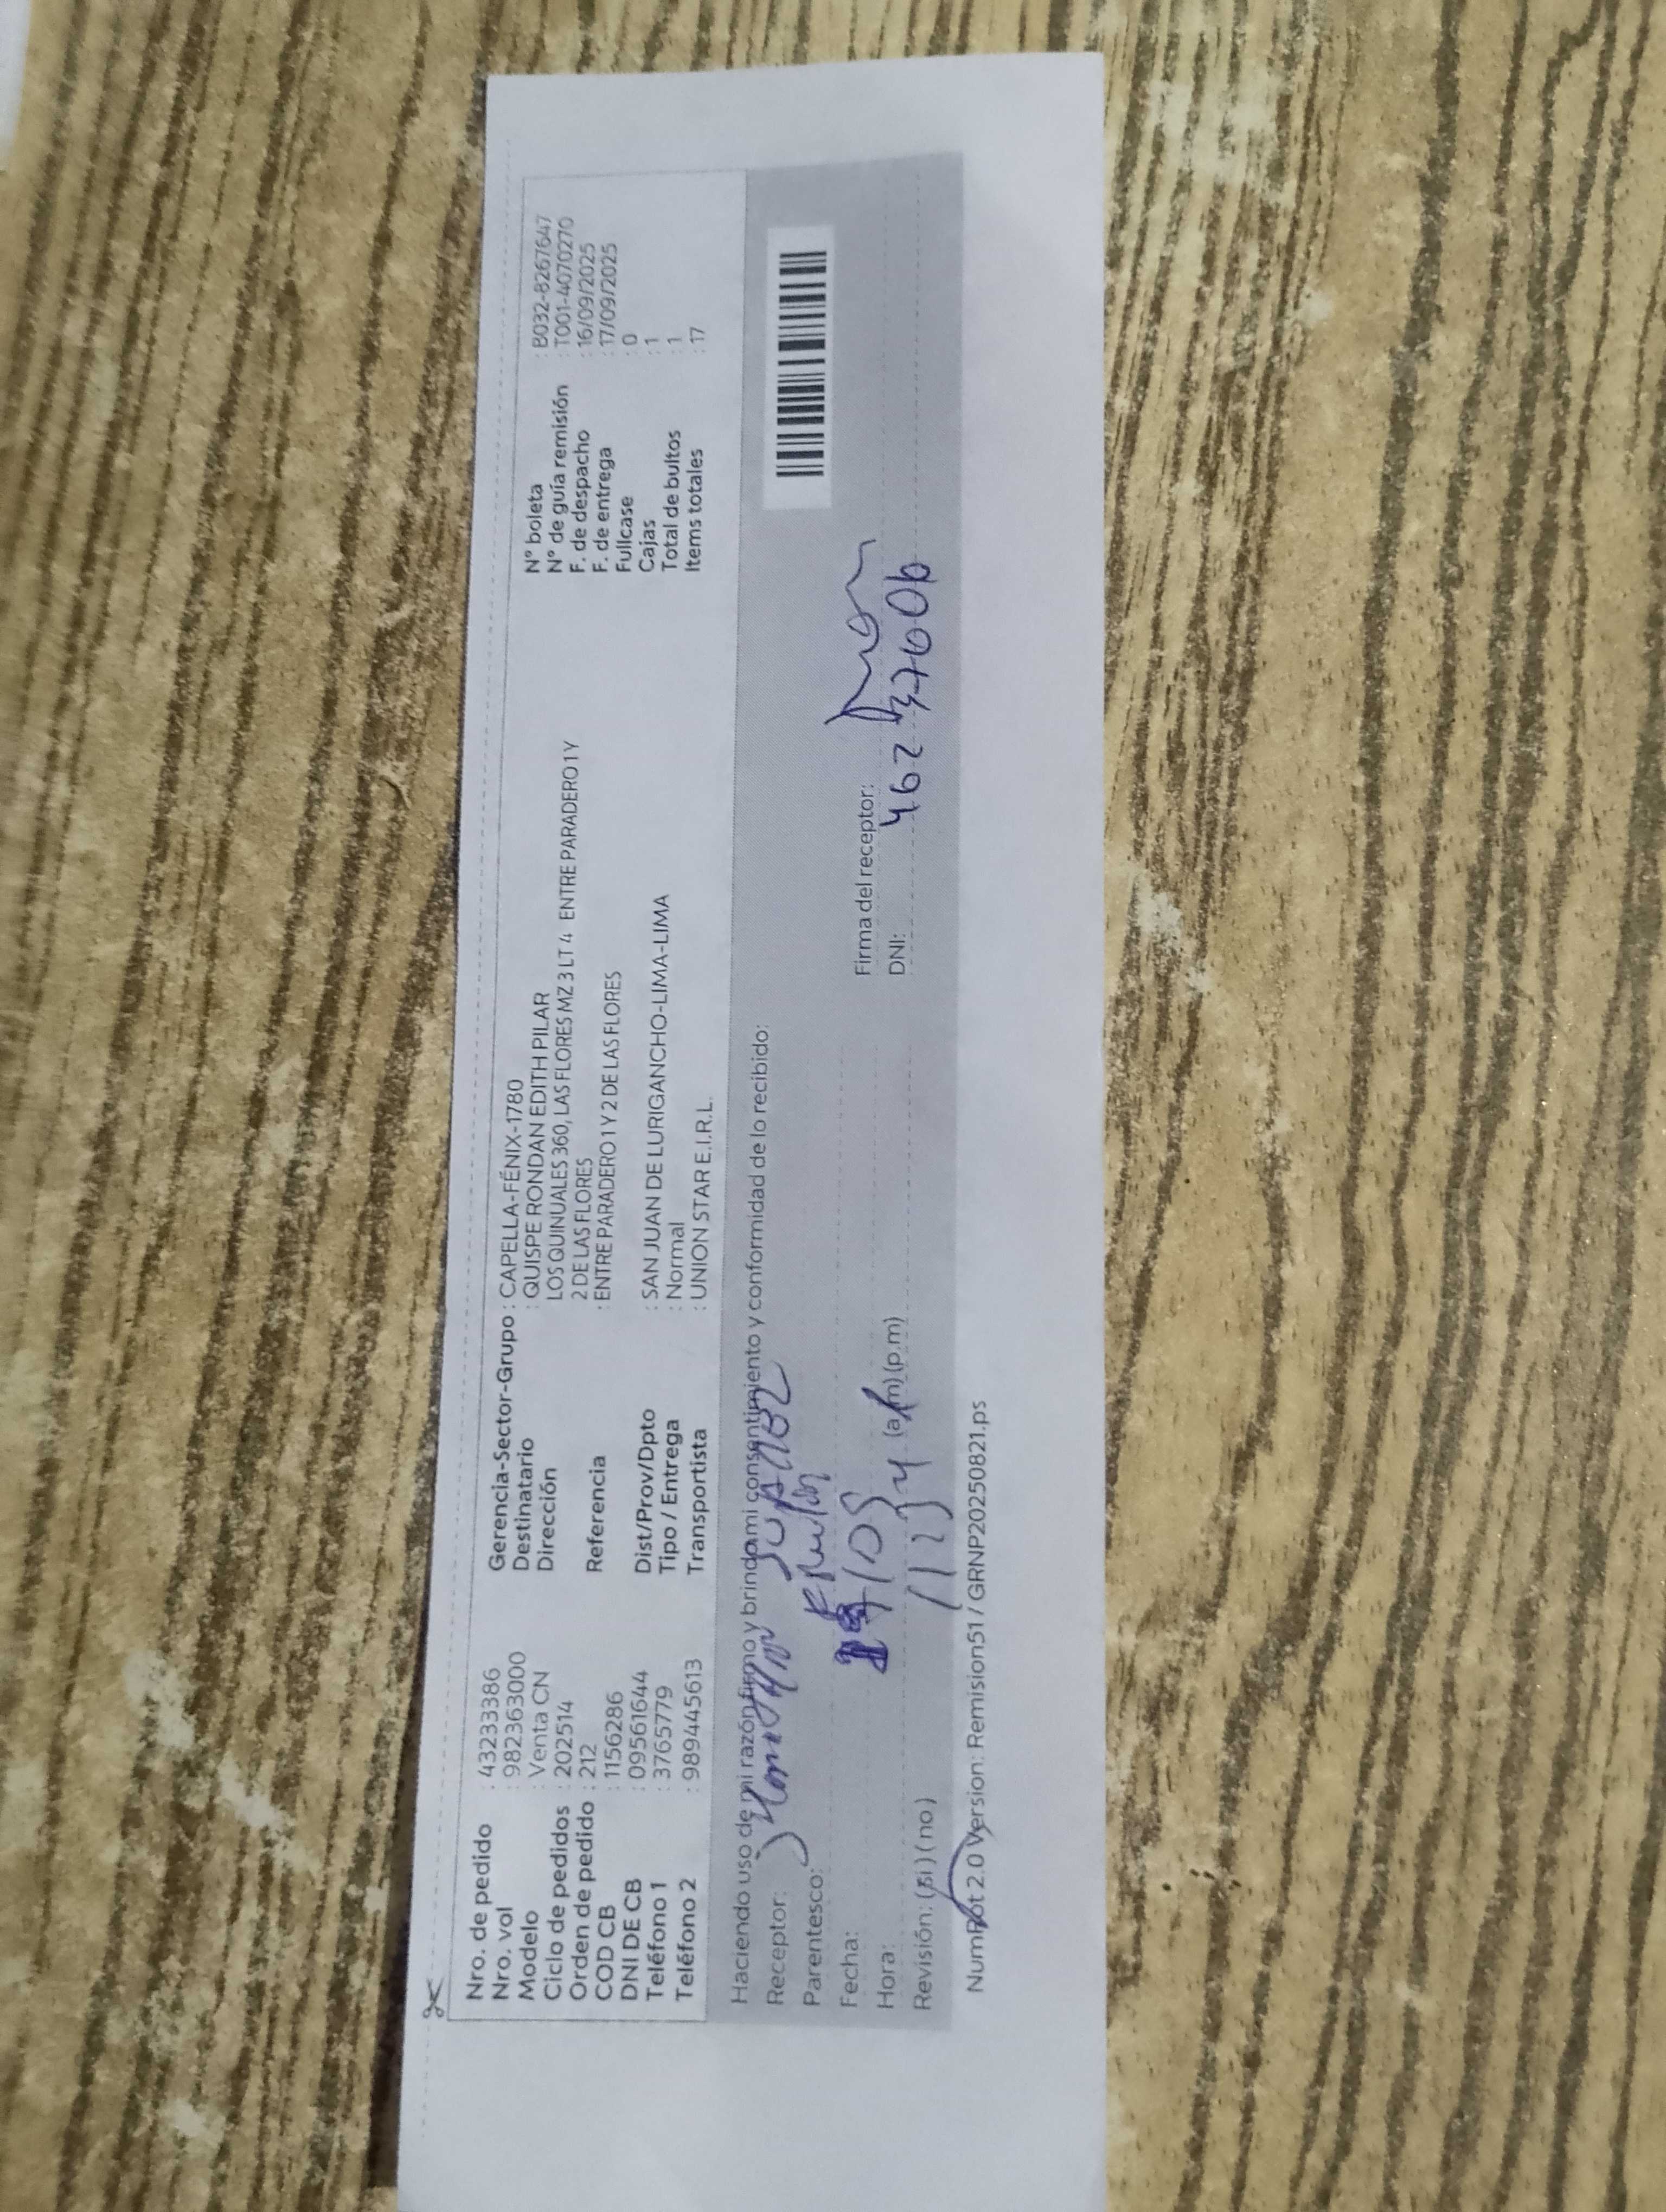 Nro. de pedido : 43233386
Nro. vol : 982363000
Modelo : Venta CN
Ciclo de pedidos : 202514
Orden de pedido : 212
COD CB : 1156286
DNI DE CB : 09561644
Teléfono 1 : 3765779
Teléfono 2 : 989445613
Gerencia-Sector-Grupo : CAPELLA-FÉNIX-1780
Destinatario : QUISPE RONDAN EDITH PILAR
Dirección LOS QUINUALES 360, LAS FLORES MZ 3 LT 4 ENTRE PARADERO 1 Y
2 DE LAS FLORES
Referencia : ENTRE PARADERO 1 Y 2 DE LAS FLORES
Dist/Prov/Dpto : SAN JUAN DE LURIGANCHO-LIMA-LIMA
Tipo / Entrega : Normal
Transportista : UNION STAR E.I.R.L.
N° boleta : B032-8267647
N° de guía remisión : T001-4070270
F. de despacho : 16/09/2025
F. de entrega : 17/09/2025
Fullcase : 0
Cajas : 1
Total de bultos : 1
Items totales : 17
Haciendo uso de mi razón firmo y brindo mi consentimiento y conformidad de lo recibido:
Receptor:
Parentesco:
Fecha:
Hora: (a.m) (p.m)
Revisión: (si) (no)
Firma del receptor:
DNI:
NumRot 2.0 Version: Remision51 / GRNP20250821.ps